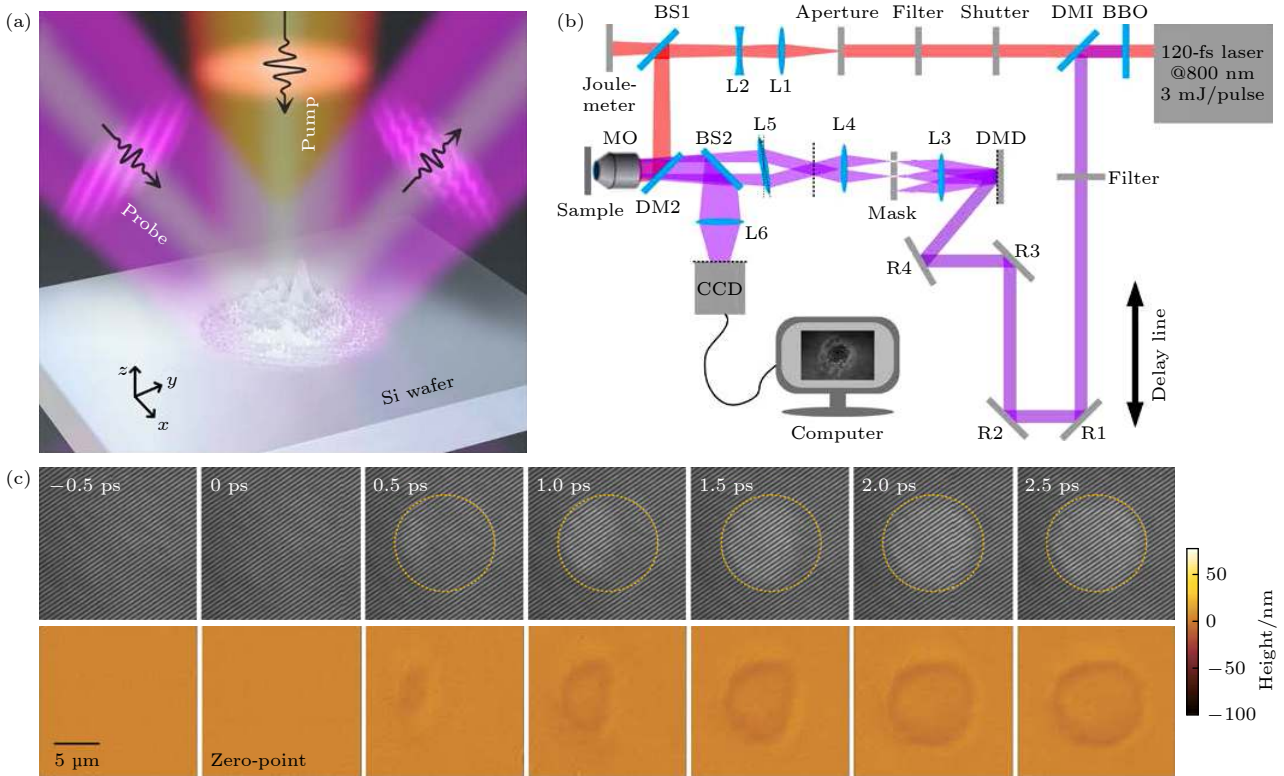 (a)
Pump
Probe
z
y
x
Si wafer
(b)
BS1
Aperture
Filter
Shutter
DMI
BBO
120-fs laser
@800 nm
3 mJ/pulse
Joule-
meter
L2
L1
MO
BS2
L5
L4
L3
DMD
Sample
DM2
Mask
Filter
L6
R4
R3
CCD
Delay line
Computer
R2
R1
(c)
−0.5 ps
0 ps
0.5 ps
1.0 ps
1.5 ps
2.0 ps
2.5 ps
5 μm
Zero-point
50
0
−50
−100
Height/nm